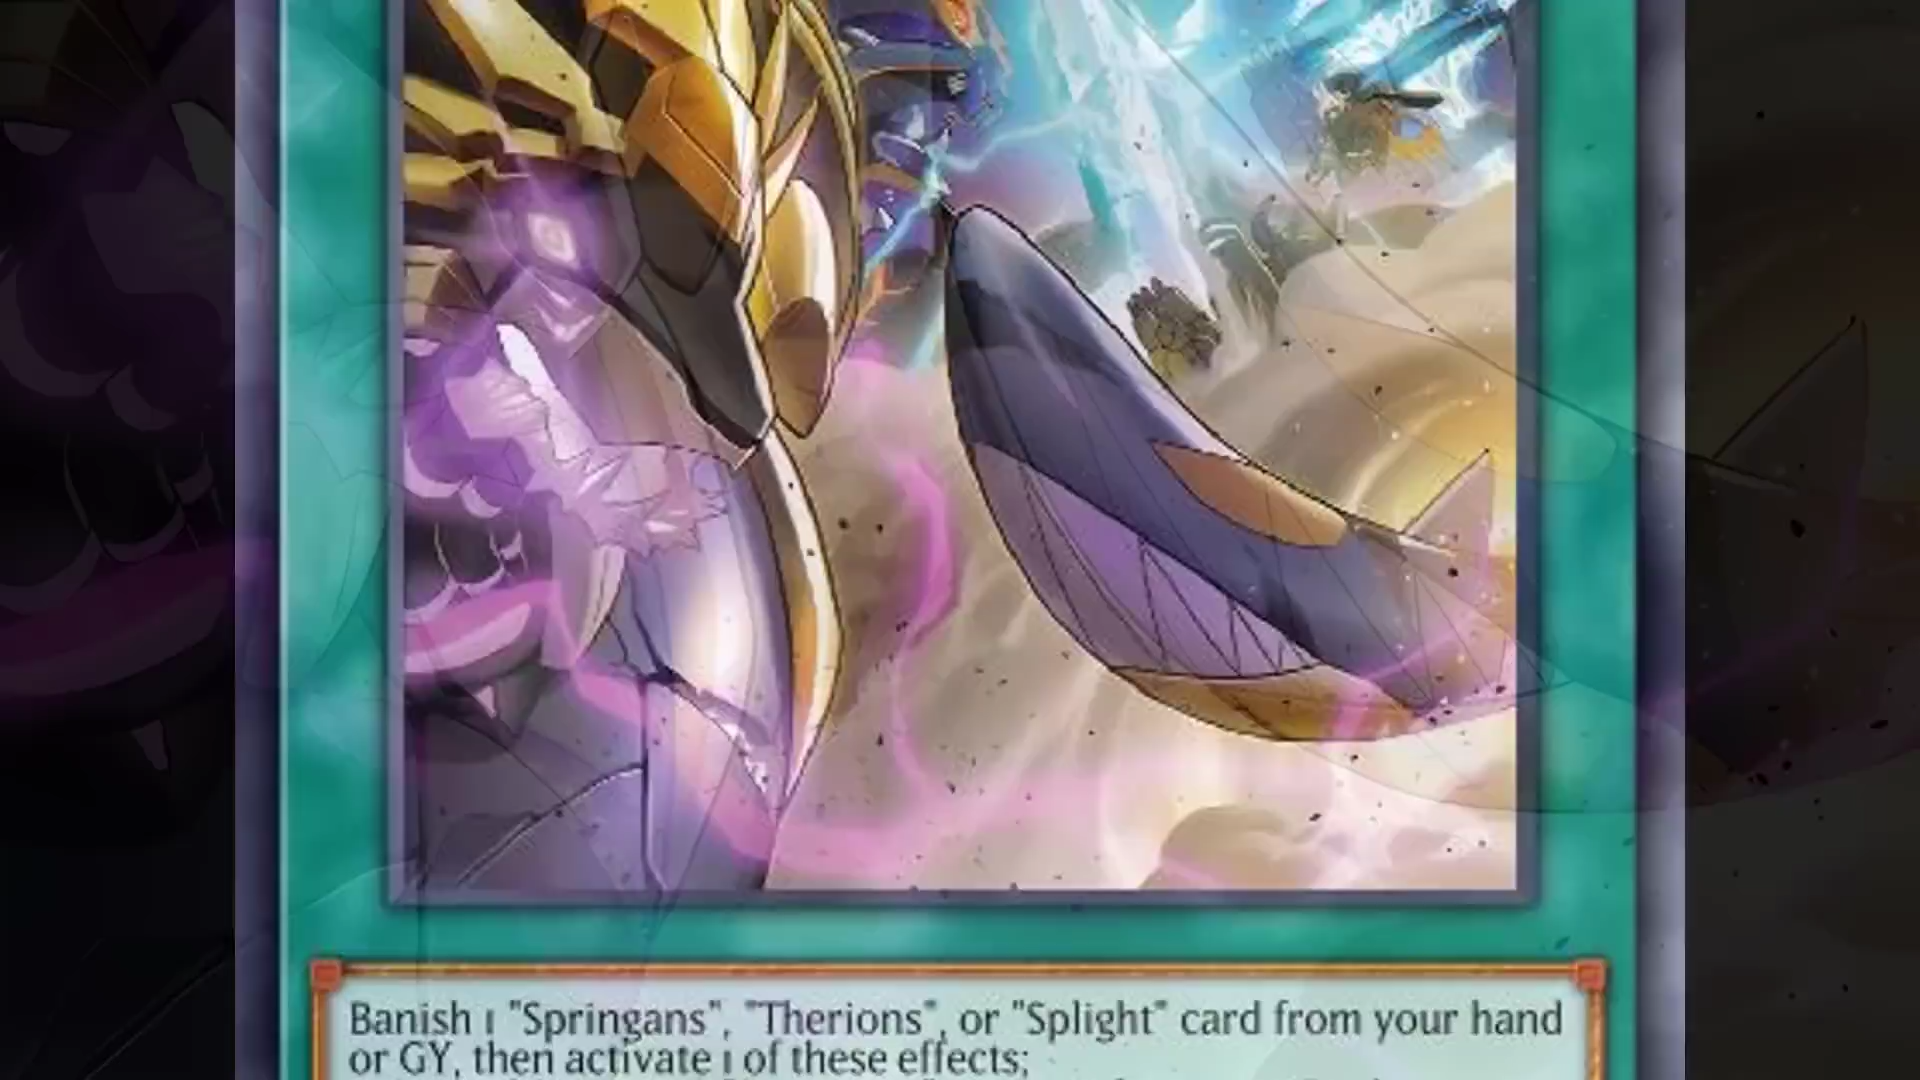 Banish 1 "Springans", "Therions", or "Splight" card from your hand
or GY, then activate 1 of these effects;